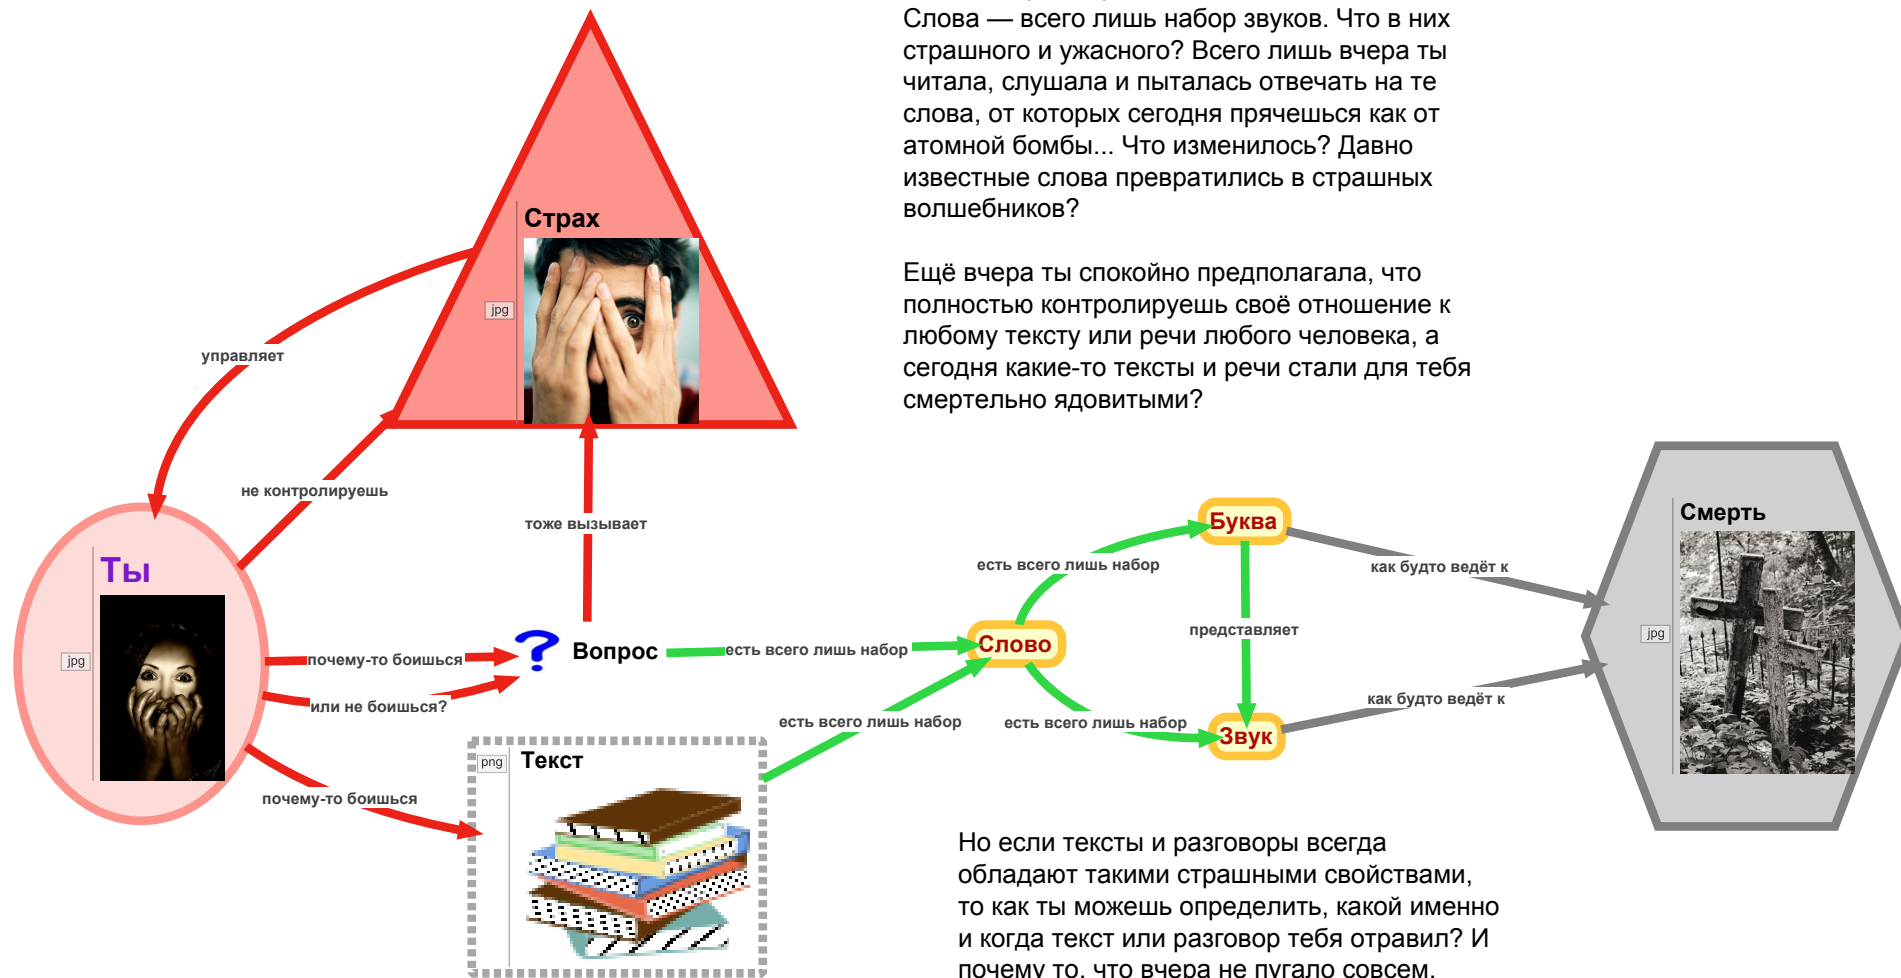 Слова — всего лишь набор звуков. Что в них
страшного и ужасного? Всего лишь вчера ты
читала, слушала и пыталась отвечать на те
слова, от которых сегодня прячешься как от
атомной бомбы... Что изменилось? Давно
известные слова превратились в страшных
волшебников?
Ещё вчера ты спокойно предполагала, что
полностью контролируешь своё отношение к
любому тексту или речи любого человека, а
сегодня какие-то тексты и речи стали для тебя
смертельно ядовитыми?
Страх
jpg
управляет
не контролируешь
тоже вызывает
Ты
jpg
почему-то боишься
или не боишься?
почему-то боишься
Вопрос
есть всего лишь набор
есть всего лишь набор
Слово
есть всего лишь набор
есть всего лишь набор
Буква
представляет
Звук
как будто ведёт к
как будто ведёт к
Смерть
jpg
png
Текст
Но если тексты и разговоры всегда
обладают такими страшными свойствами,
то как ты можешь определить, какой именно
и когда текст или разговор тебя отравил? И
почему то, что вчера не пугало совсем,